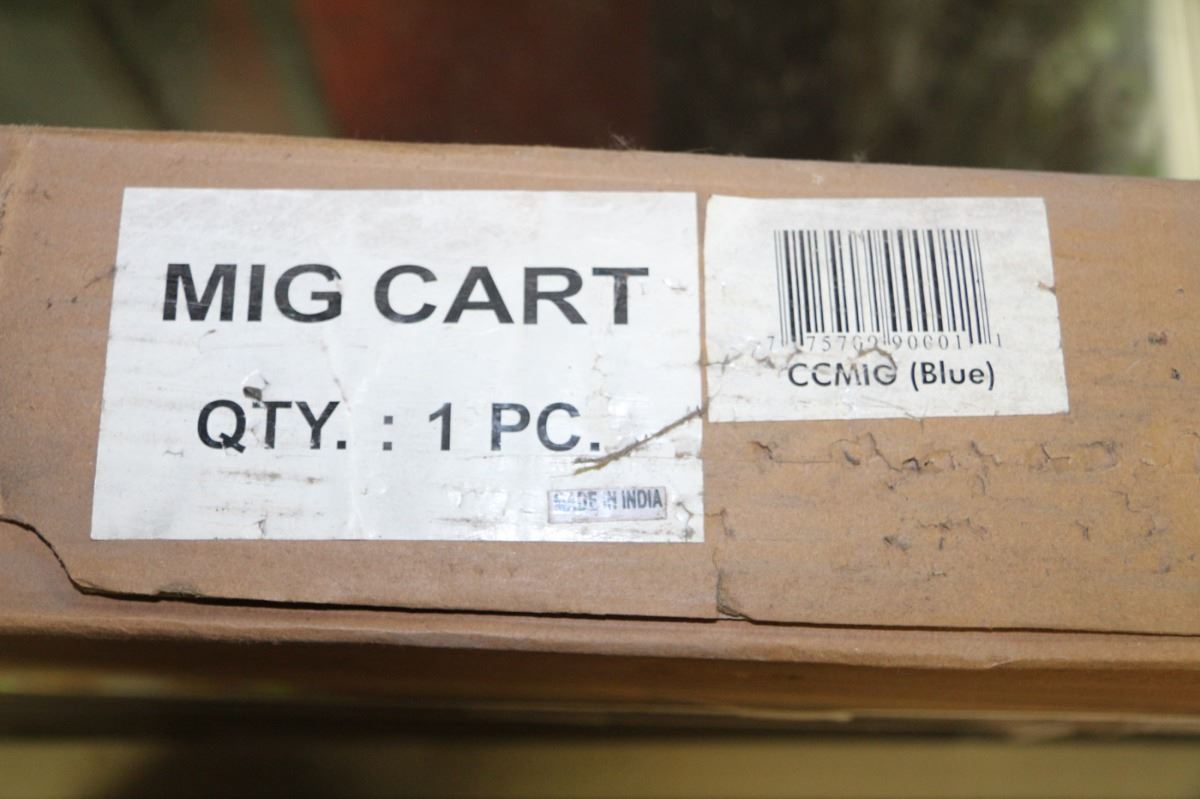 MIG CART
QTY. : 1 PC.
MADE IN INDIA
CCMIG (Blue)